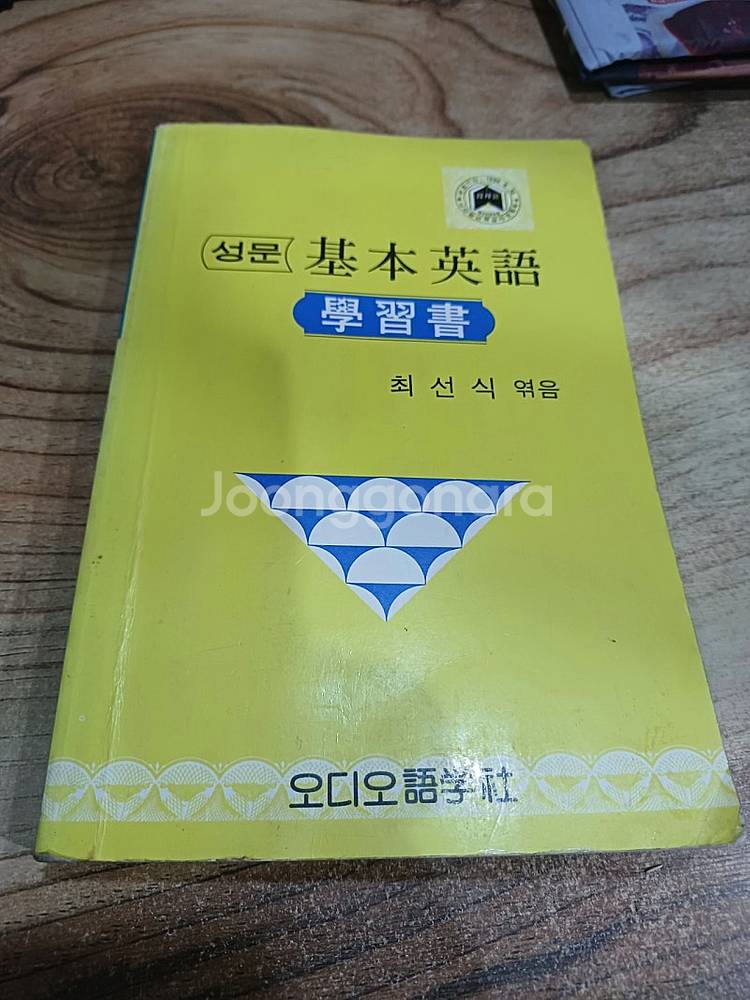 성문 基本英語
學習書
최선식 엮음
Joonggonara
오디오語学社